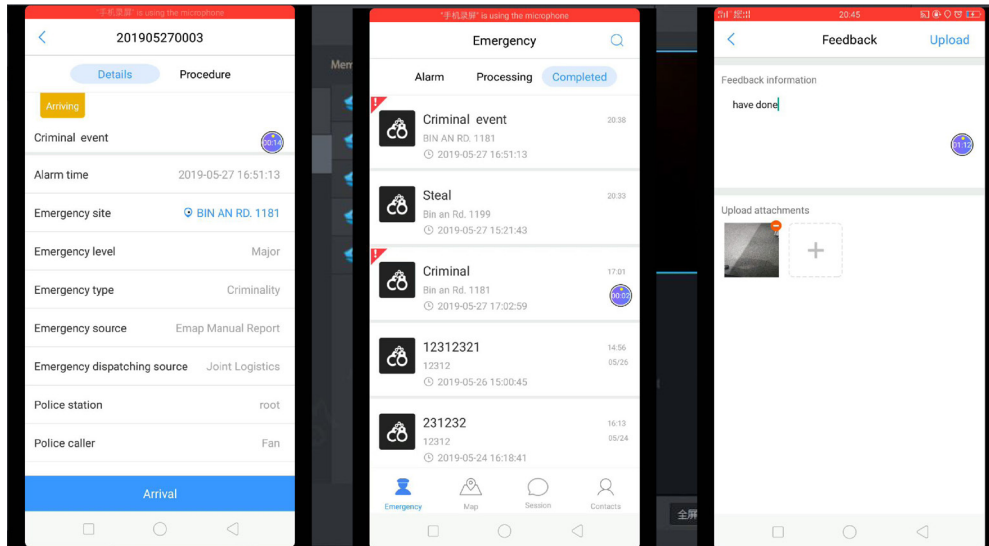 "手机录屏" is using the microphone
201905270003
Details
Procedure
Arriving
Criminal event
00:14
Alarm time
2019-05-27 16:51:13
Emergency site
BIN AN RD. 1181
Emergency level
Major
Emergency type
Criminality
Emergency source
Emap Manual Report
Emergency dispatching source
Joint Logistics
Police station
root
Police caller
Fan
Arrival
Mem
"手机录屏" is using the microphone
Emergency
Alarm
Processing
Completed
Criminal event
20:38
BIN AN RD. 1181
2019-05-27 16:51:13
Steal
20:33
Bin an Rd. 1199
2019-05-27 15:21:43
Criminal
17:01
Bin an Rd. 1181
00:02
2019-05-27 17:02:59
12312321
14:56
12312
05/26
2019-05-26 15:00:45
231232
16:13
12312
05/24
2019-05-24 16:18:41
Emergency
Map
Session
Contacts
全屏
20:45
Feedback
Upload
Feedback information
have done
01:12
Upload attachments